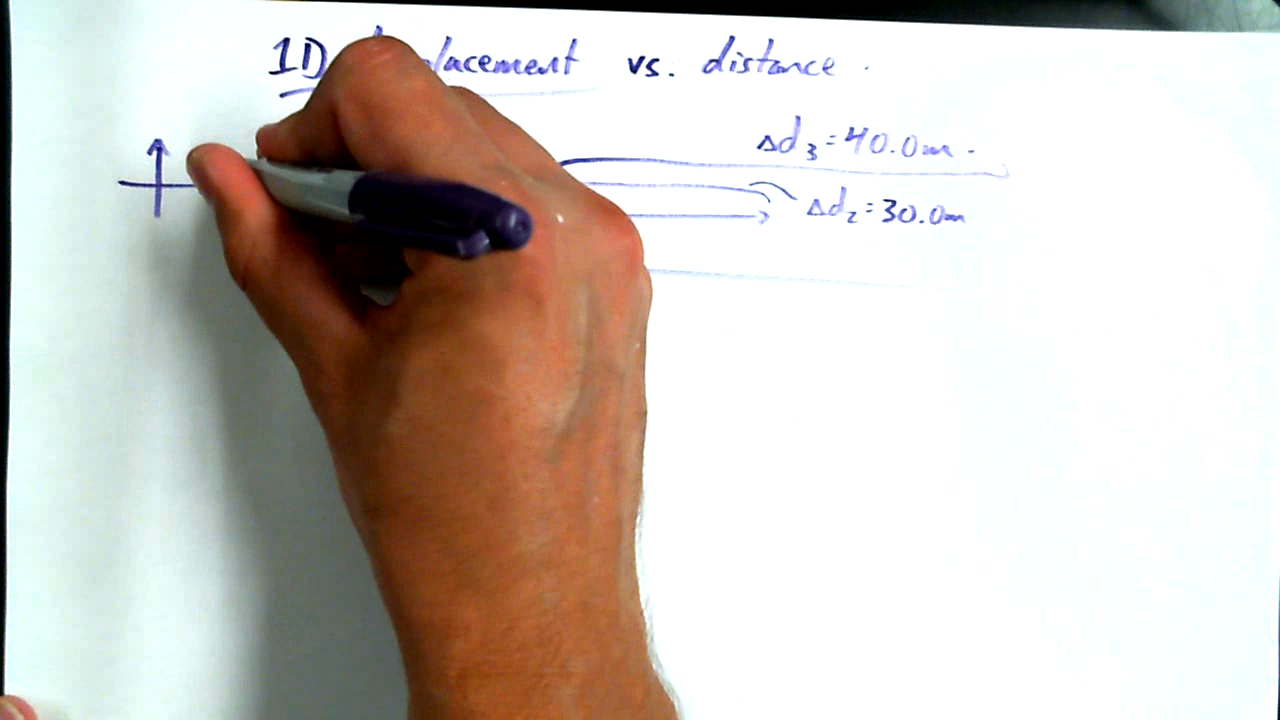 1D lacement vs. distance
Δd₃ = 40.0m
Δd₂ = 30.0m